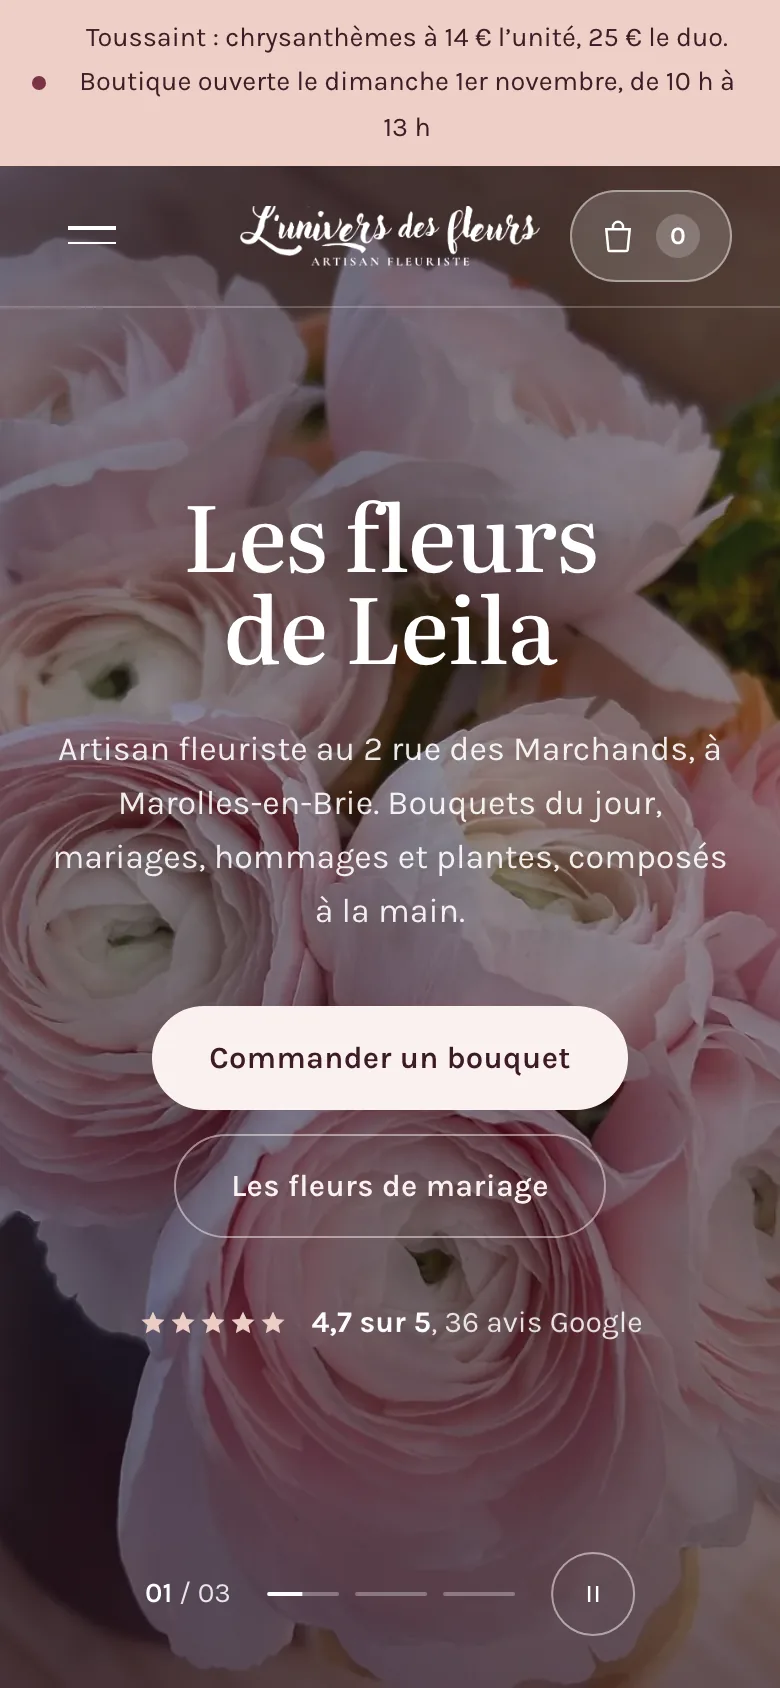 Toussaint : chrysanthèmes à 14 € l’unité, 25 € le duo.
Boutique ouverte le dimanche 1er novembre, de 10 h à
13 h
L'univers des fleurs
ARTISAN FLEURISTE
0
Les fleurs
de Leila
Artisan fleuriste au 2 rue des Marchands, à
Marolles-en-Brie. Bouquets du jour,
mariages, hommages et plantes, composés
à la main.
Commander un bouquet
Les fleurs de mariage
4,7 sur 5, 36 avis Google
01 / 03